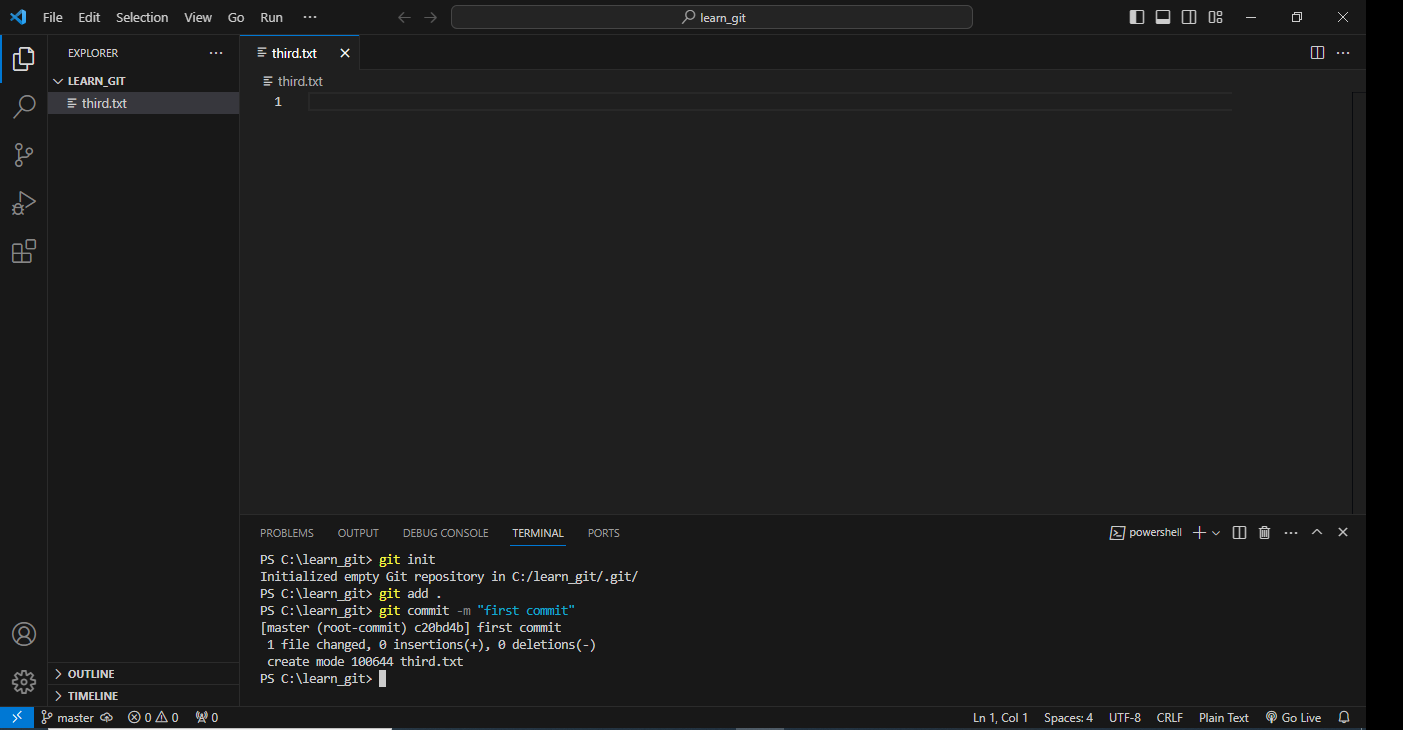 File Edit Selection View Go Run ···
learn_git
EXPLORER ···
LEARN_GIT
third.txt
OUTLINE
TIMELINE
third.txt
third.txt
1
PROBLEMS OUTPUT DEBUG CONSOLE TERMINAL PORTS
powershell
PS C:\learn_git> git init
Initialized empty Git repository in C:/learn_git/.git/
PS C:\learn_git> git add .
PS C:\learn_git> git commit -m "first commit"
[master (root-commit) c20bd4b] first commit
1 file changed, 0 insertions(+), 0 deletions(-)
create mode 100644 third.txt
PS C:\learn_git>
master 0 0 0 Ln 1, Col 1 Spaces: 4 UTF-8 CRLF Plain Text Go Live